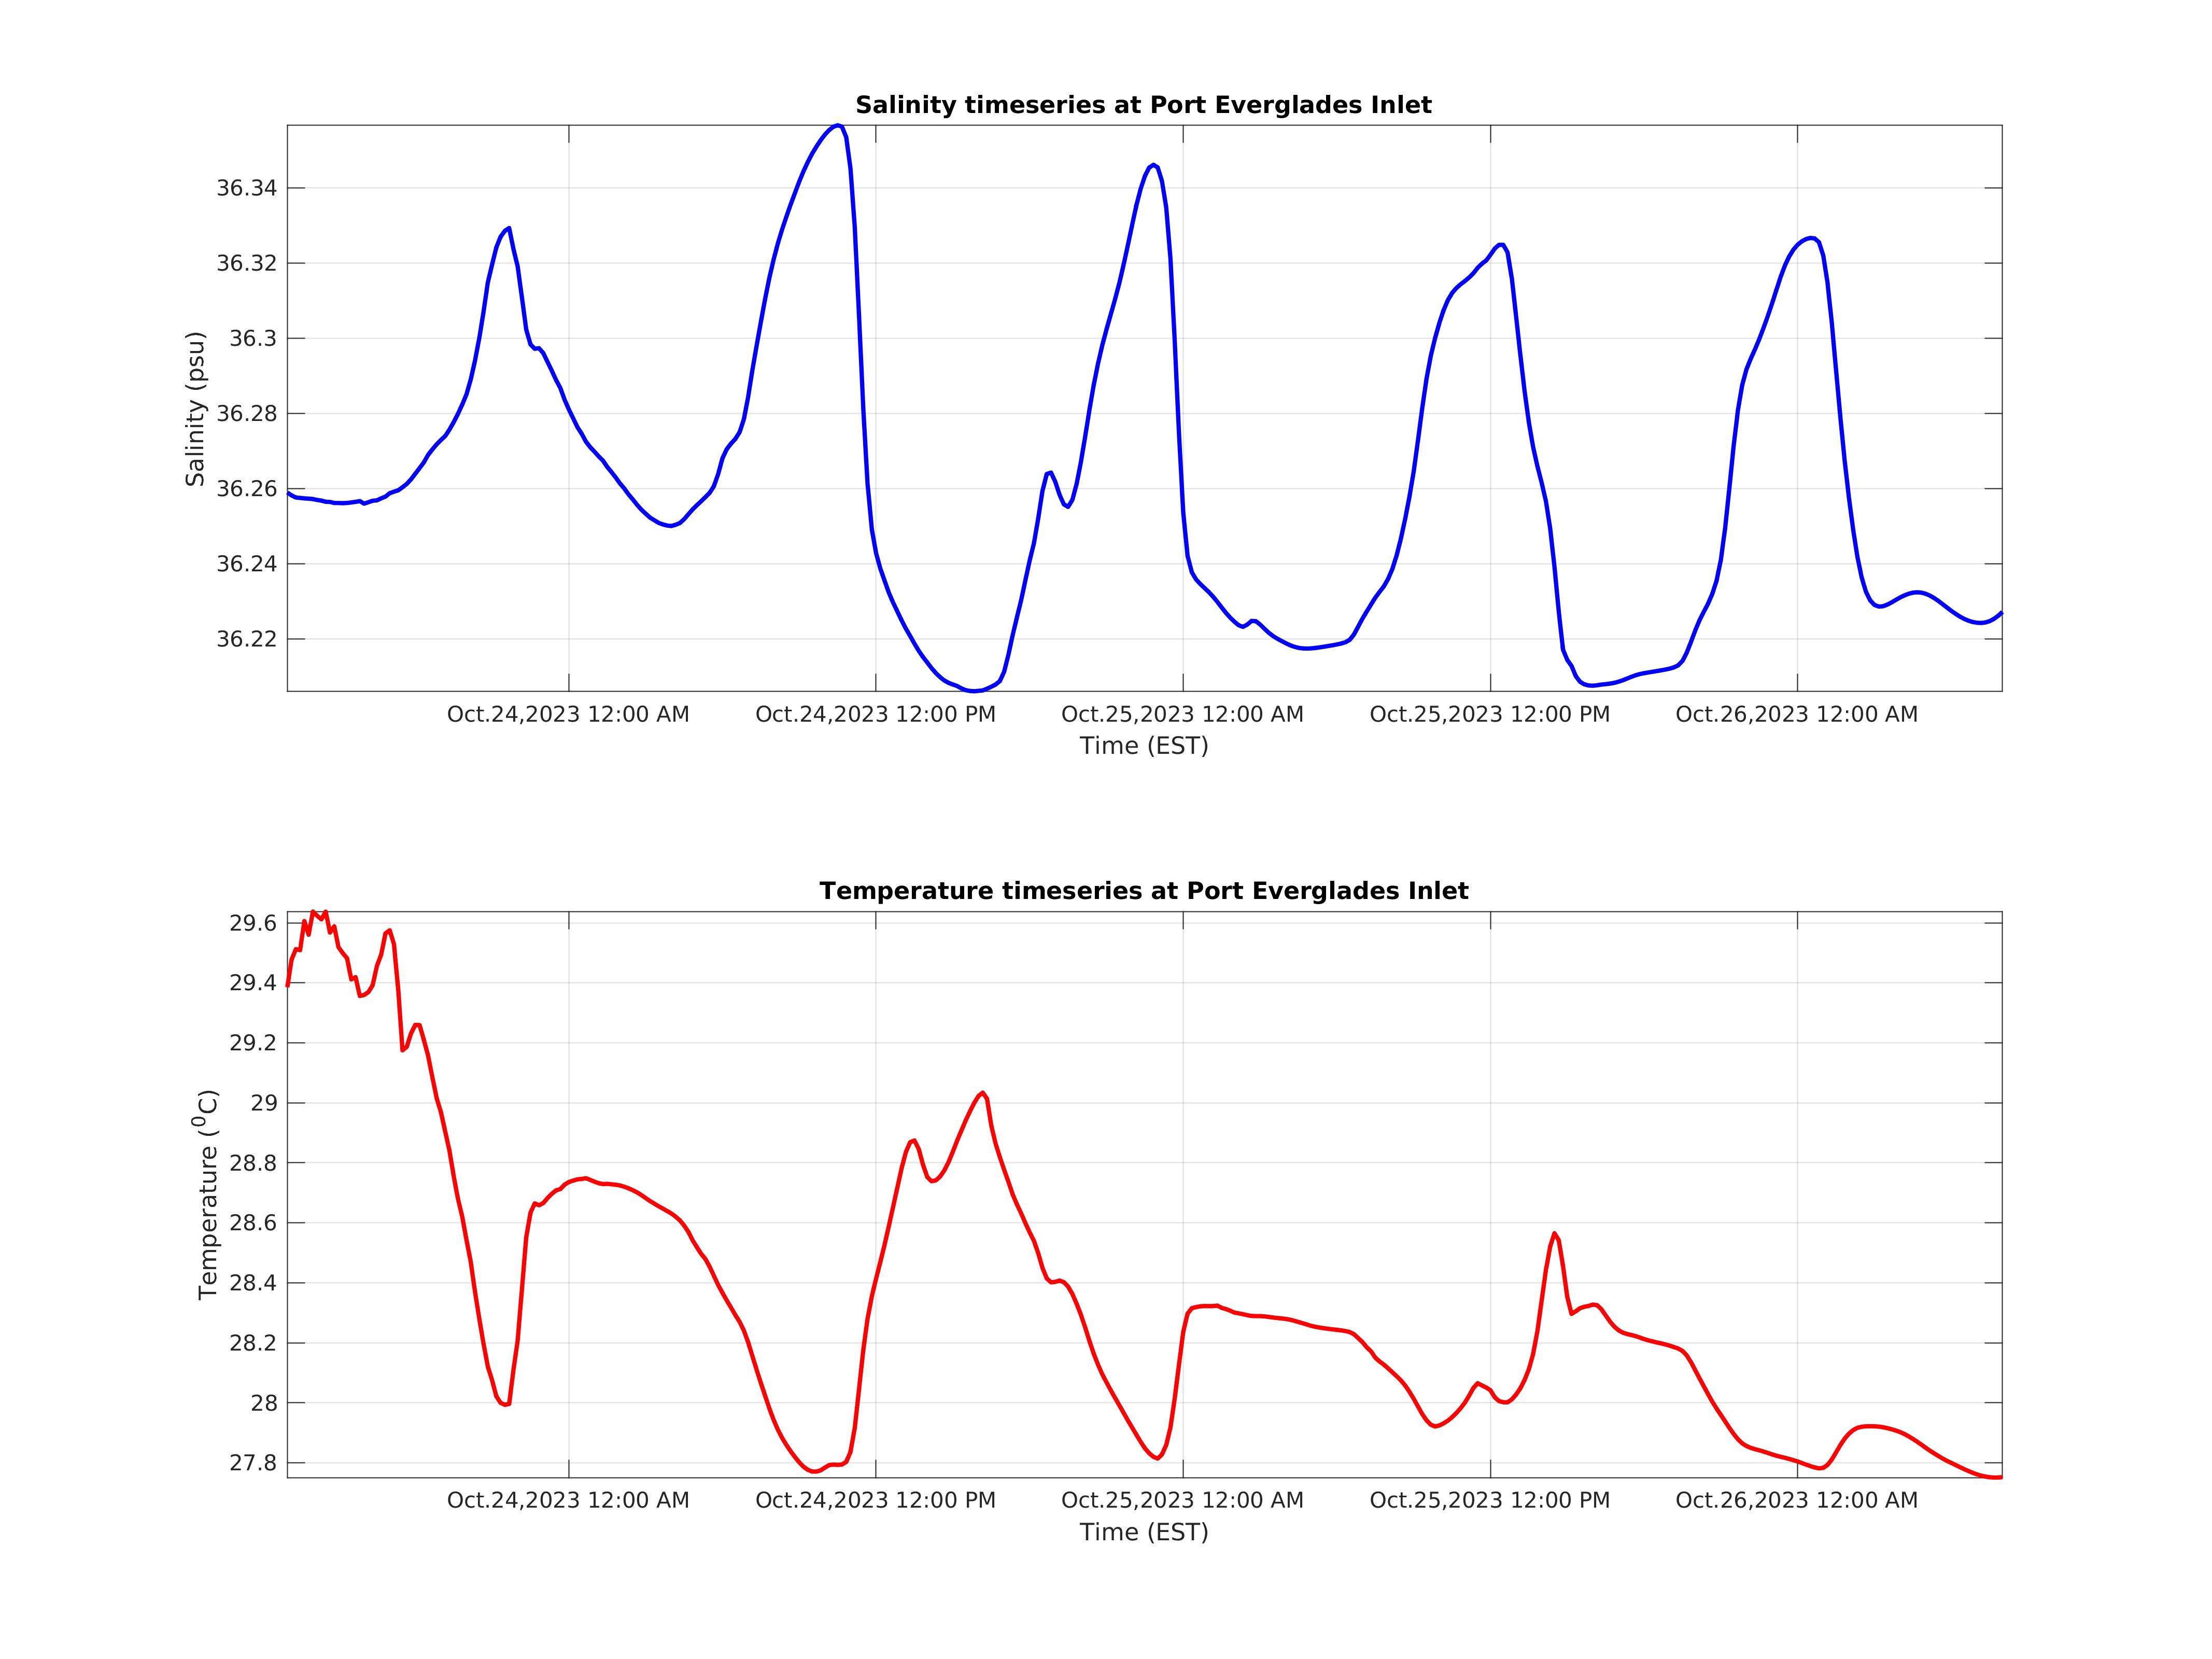 Salinity timeseries at Port Everglades Inlet
36.34
36.32
36.3
36.28
36.26
36.24
36.22
Salinity (psu)
Oct.24,2023 12:00 AM Oct.24,2023 12:00 PM Oct.25,2023 12:00 AM Oct.25,2023 12:00 PM Oct.26,2023 12:00 AM
Time (EST)
Temperature timeseries at Port Everglades Inlet
29.6
29.4
29.2
29
28.8
28.6
28.4
28.2
28
27.8
Temperature (⁰C)
Oct.24,2023 12:00 AM Oct.24,2023 12:00 PM Oct.25,2023 12:00 AM Oct.25,2023 12:00 PM Oct.26,2023 12:00 AM
Time (EST)